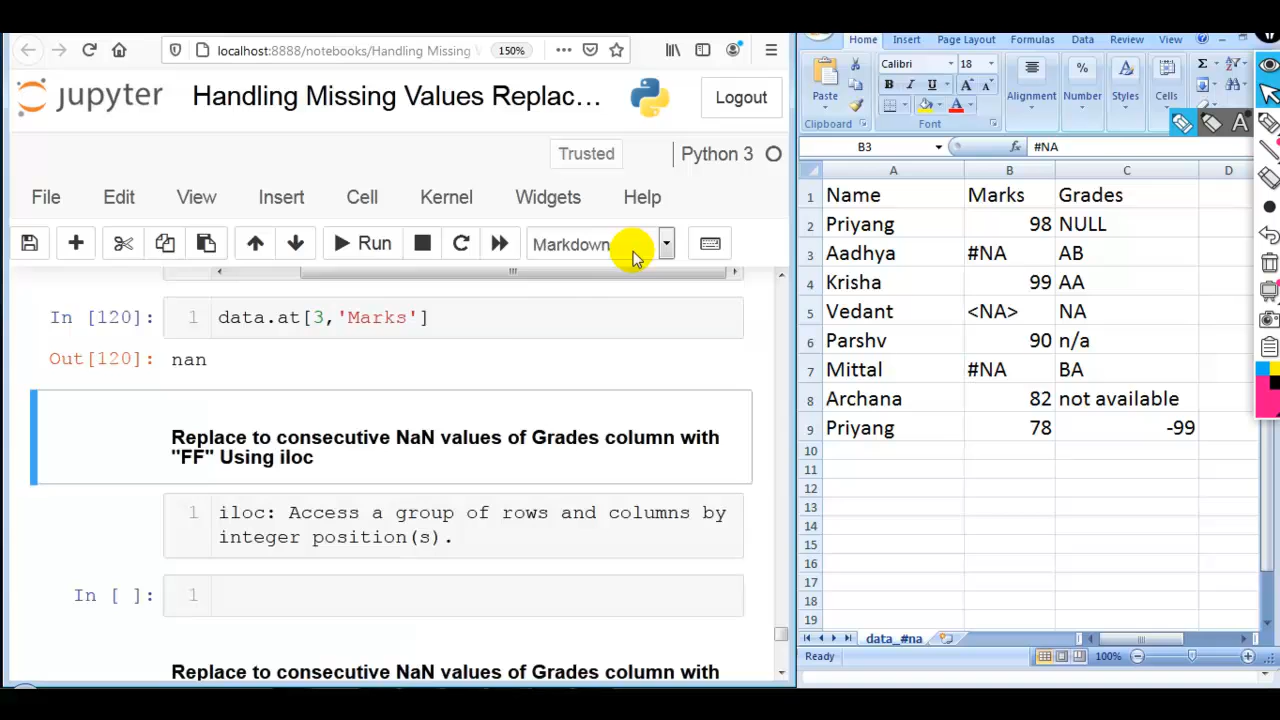 localhost:8888/notebooks/Handling Missing V
150%
jupyter
Handling Missing Values Replac...
Logout
Trusted
Python 3
File Edit View Insert Cell Kernel Widgets Help
Run
Markdown
In [120]: 1 data.at[3,'Marks']
Out[120]: nan
Replace to consecutive NaN values of Grades column with
"FF" Using iloc
1 iloc: Access a group of rows and columns by
integer position(s).
In [ ]: 1
Replace to consecutive NaN values of Grades column with
Home Insert Page Layout Formulas Data Review View
Calibri 18
Paste
B I U A A
Alignment Number Styles Cells
Clipboard Font
A
B3 fx #NA
A B C D
1 Name Marks Grades
2 Priyang 98 NULL
3 Aadhya #NA AB
4 Krisha 99 AA
5 Vedant <NA> NA
6 Parshv 90 n/a
7 Mittal #NA BA
8 Archana 82 not available
9 Priyang 78 -99
10
11
12
13
14
15
16
17
18
19
data_#na
Ready
100%